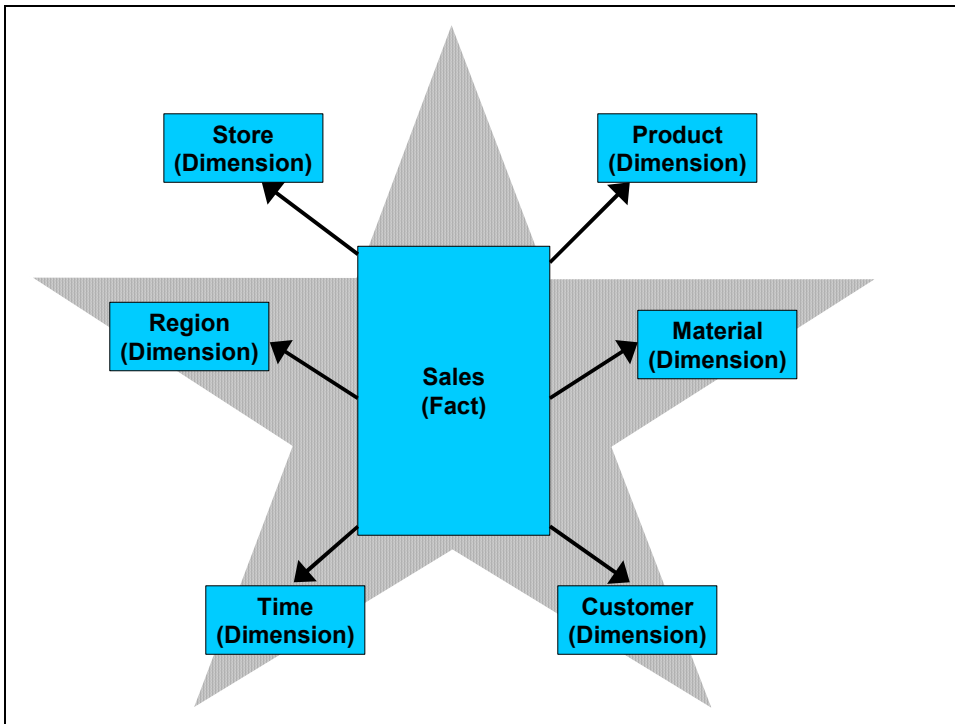 Store
(Dimension)
Product
(Dimension)
Region
(Dimension)
Material
(Dimension)
Sales
(Fact)
Time
(Dimension)
Customer
(Dimension)